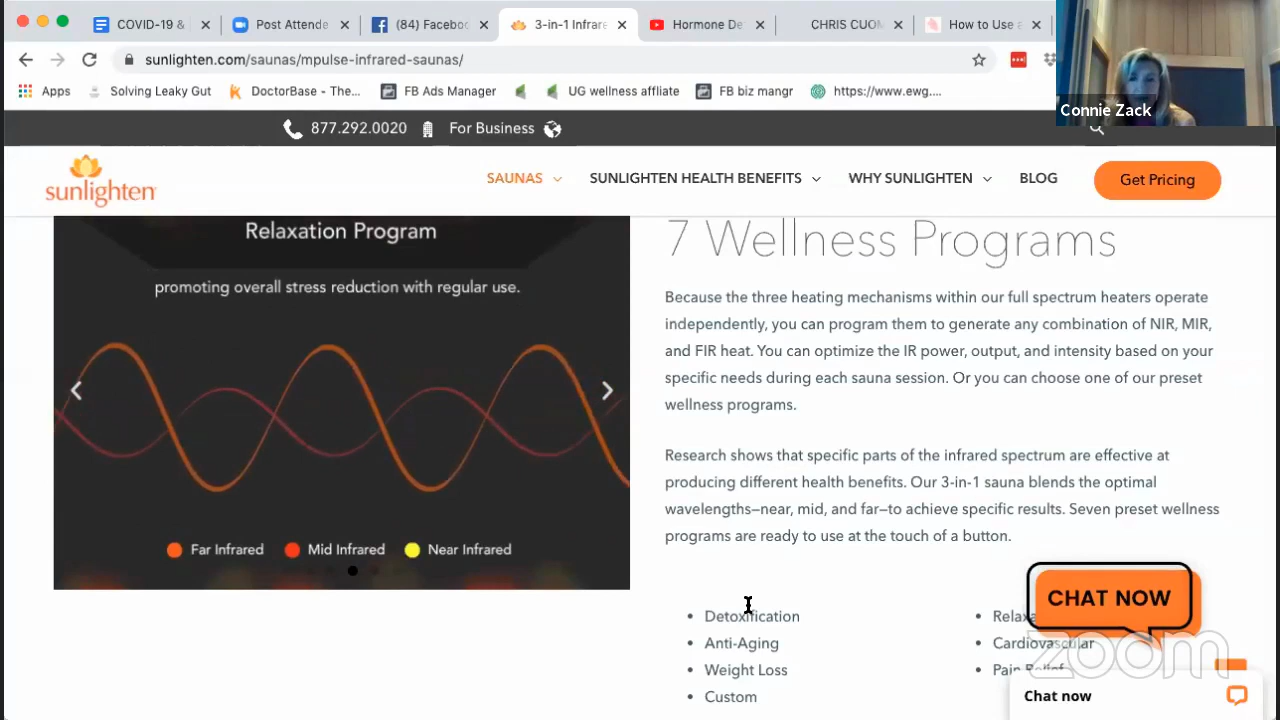 COVID-19 &
Post Attende
(84) Faceboo
3-in-1 Infrare
Hormone De
CHRIS CUOM
How to Use a
sunlighten.com/saunas/mpulse-infrared-saunas/
Apps
Solving Leaky Gut
DoctorBase - The...
FB Ads Manager
UG wellness affliate
FB biz mangr
https://www.ewg....
Connie Zack
877.292.0020
For Business
sunlighten
SAUNAS
SUNLIGHTEN HEALTH BENEFITS
WHY SUNLIGHTEN
BLOG
Get Pricing
Relaxation Program
promoting overall stress reduction with regular use.
Far Infrared
Mid Infrared
Near Infrared
7 Wellness Programs
Because the three heating mechanisms within our full spectrum heaters operate
independently, you can program them to generate any combination of NIR, MIR,
and FIR heat. You can optimize the IR power, output, and intensity based on your
specific needs during each sauna session. Or you can choose one of our preset
wellness programs.
Research shows that specific parts of the infrared spectrum are effective at
producing different health benefits. Our 3-in-1 sauna blends the optimal
wavelengths—near, mid, and far—to achieve specific results. Seven preset wellness
programs are ready to use at the touch of a button.
• Detoxification
• Anti-Aging
• Weight Loss
• Custom
• Relaxa
• Cardiovascular
• Pain Relief
CHAT NOW
zoom
Chat now